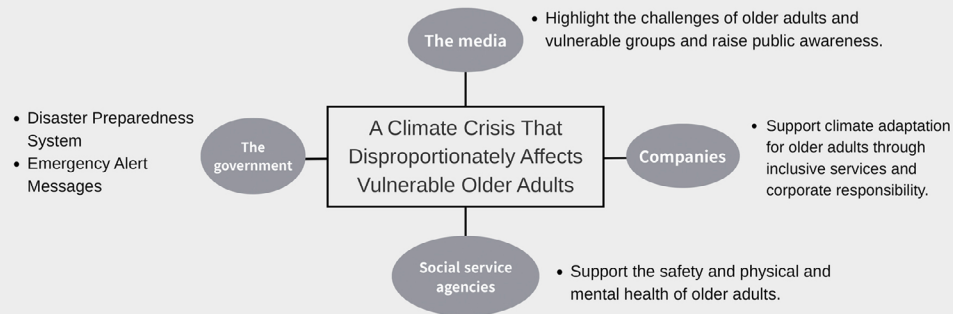 The media
• Highlight the challenges of older adults and
vulnerable groups and raise public awareness.
• Disaster Preparedness
System
• Emergency Alert
Messages
The
government
A Climate Crisis That
Disproportionately Affects
Vulnerable Older Adults
Companies
• Support climate adaptation
for older adults through
inclusive services and
corporate responsibility.
Social service
agencies
• Support the safety and physical and
mental health of older adults.